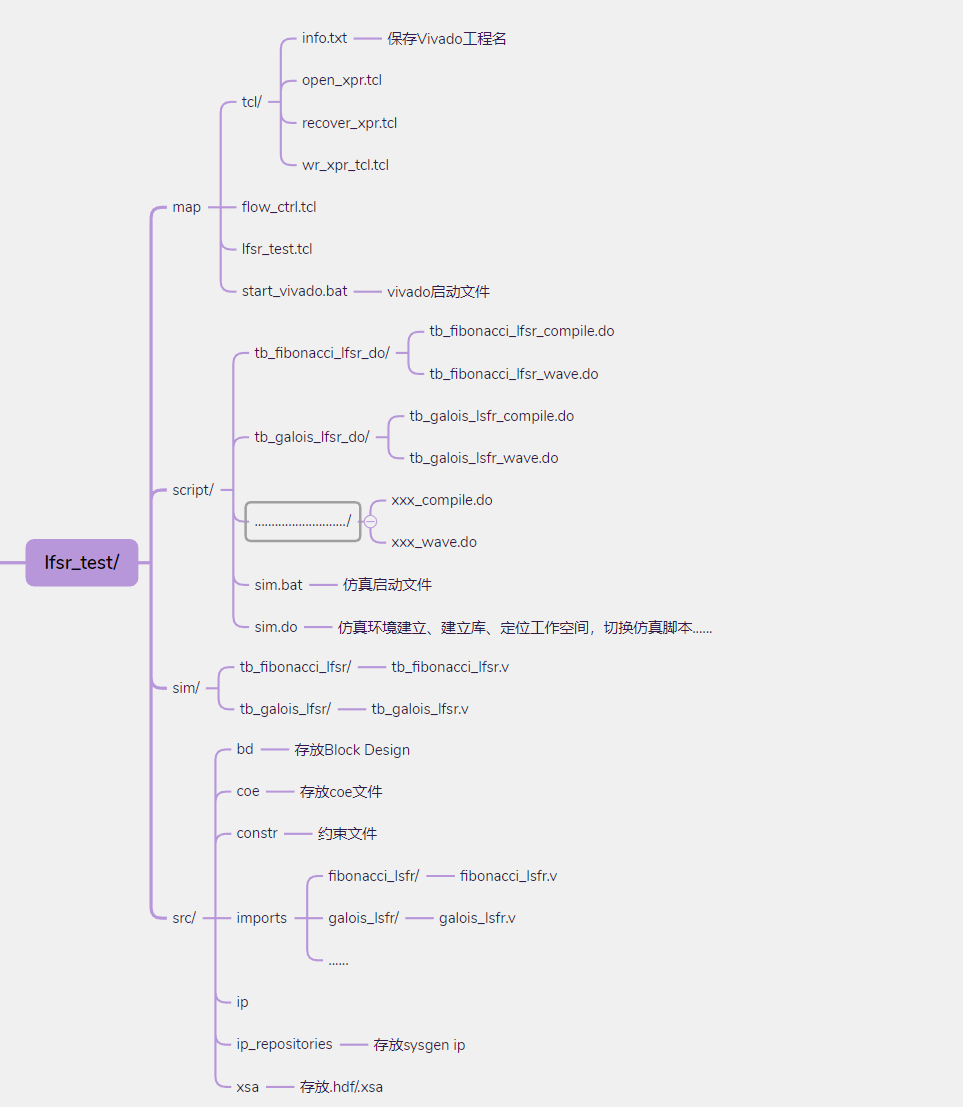 info.txt
保存Vivado工程名
open_xpr.tcl
tcl/
recover_xpr.tcl
wr_xpr_tcl.tcl
map
flow_ctrl.tcl
lfsr_test.tcl
start_vivado.bat
vivado启动文件
tb_fibonacci_lfsr_compile.do
tb_fibonacci_lfsr_do/
tb_fibonacci_lfsr_wave.do
tb_galois_lsfr_compile.do
tb_galois_lfsr_do/
tb_galois_lsfr_wave.do
script/
xxx_compile.do
.........................../
xxx_wave.do
lfsr_test/
sim.bat
仿真启动文件
sim.do
仿真环境建立、建立库、定位工作空间，切换仿真脚本......
tb_fibonacci_lfsr/
tb_fibonacci_lfsr.v
sim/
tb_galois_lfsr/
tb_galois_lfsr.v
bd
存放Block Design
coe
存放coe文件
constr
约束文件
fibonacci_lsfr/
fibonacci_lsfr.v
src/
imports
galois_lsfr/
galois_lsfr.v
......
ip
ip_repositories
存放sysgen ip
xsa
存放.hdf/.xsa